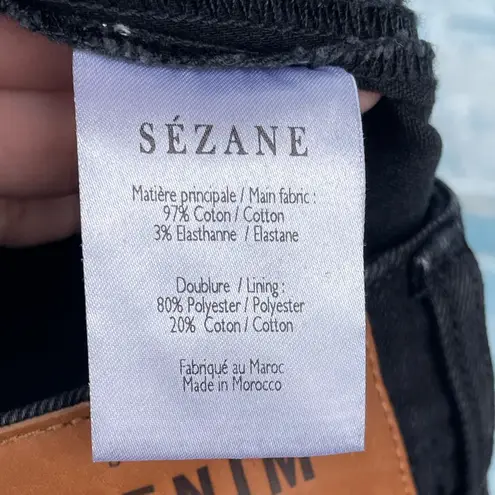 SÉZANE
Matière principale / Main fabric :
97% Coton / Cotton
3% Elasthanne / Elastane
Doublure / Lining :
80% Polyester / Polyester
20% Coton / Cotton
Fabriqué au Maroc
Made in Morocco